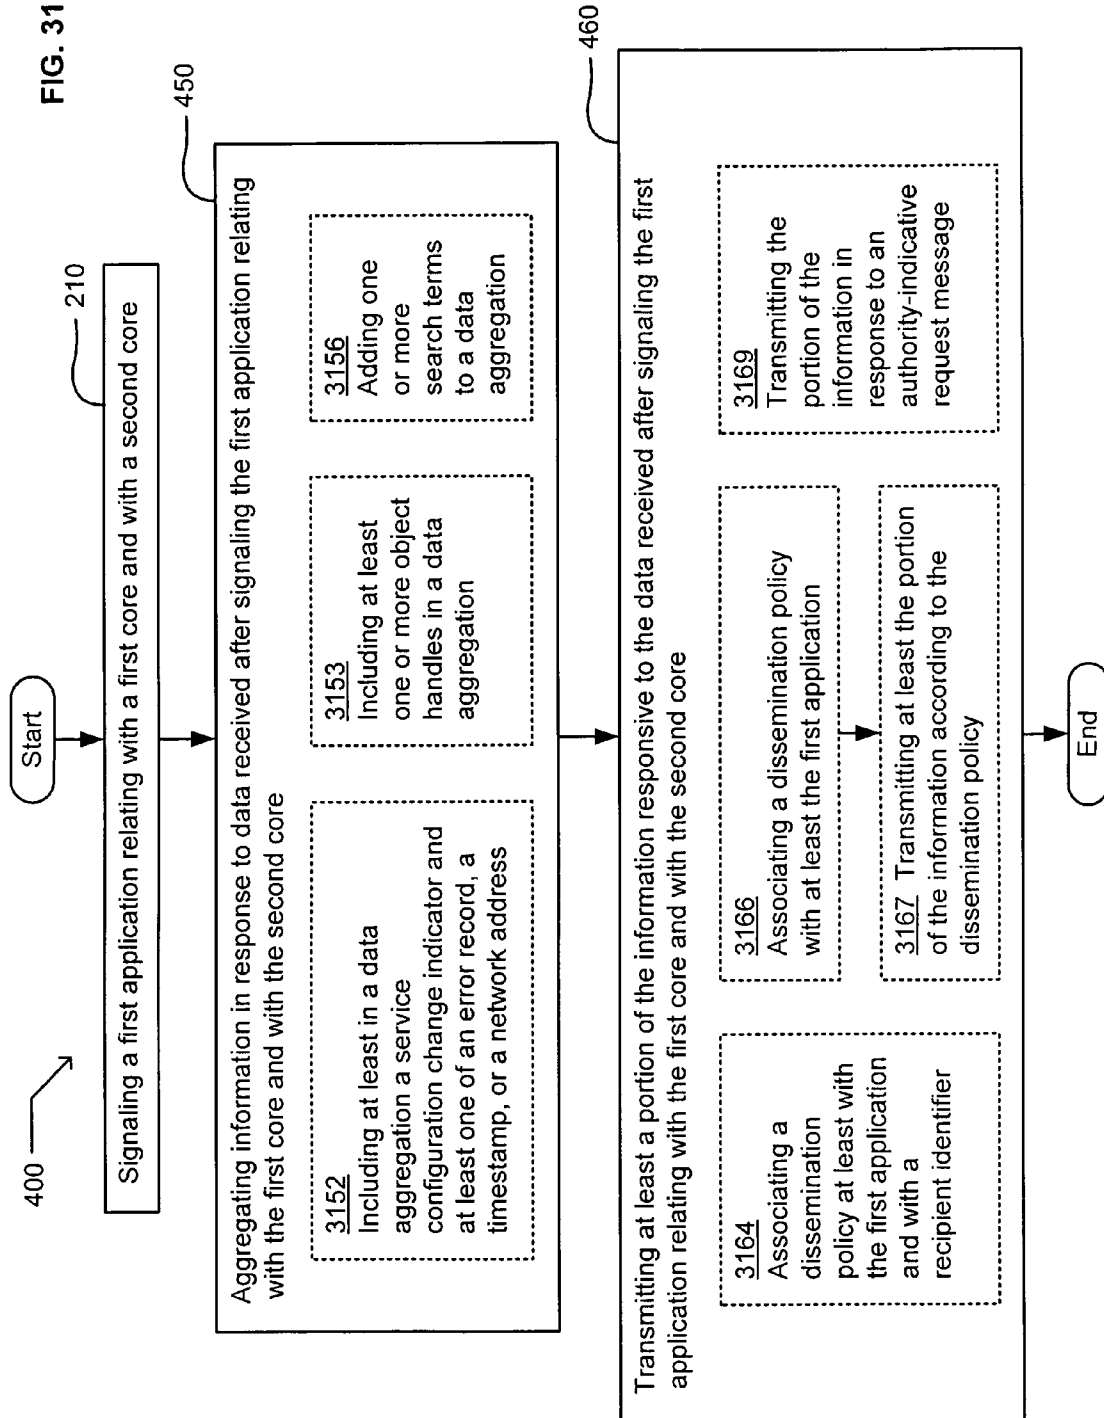 FIG. 31
400
Start
210
Signaling a first application relating with a first core and with a second core
450
Aggregating information in response to data received after signaling the first application relating
with the first core and with the second core
3152
Including at least in a data
aggregation a service
configuration change indicator and
at least one of an error record, a
timestamp, or a network address
3153
Including at least
one or more object
handles in a data
aggregation
3156
Adding one
or more
search terms
to a data
aggregation
460
Transmitting at least a portion of the information responsive to the data received after signaling the first
application relating with the first core and with the second core
3164
Associating a
dissemination
policy at least with
the first application
and with a
recipient identifier
3166
Associating a dissemination policy
with at least the first application
3167 Transmitting at least the portion
of the information according to the
dissemination policy
3169
Transmitting the
portion of the
information in
response to an
authority-indicative
request message
End